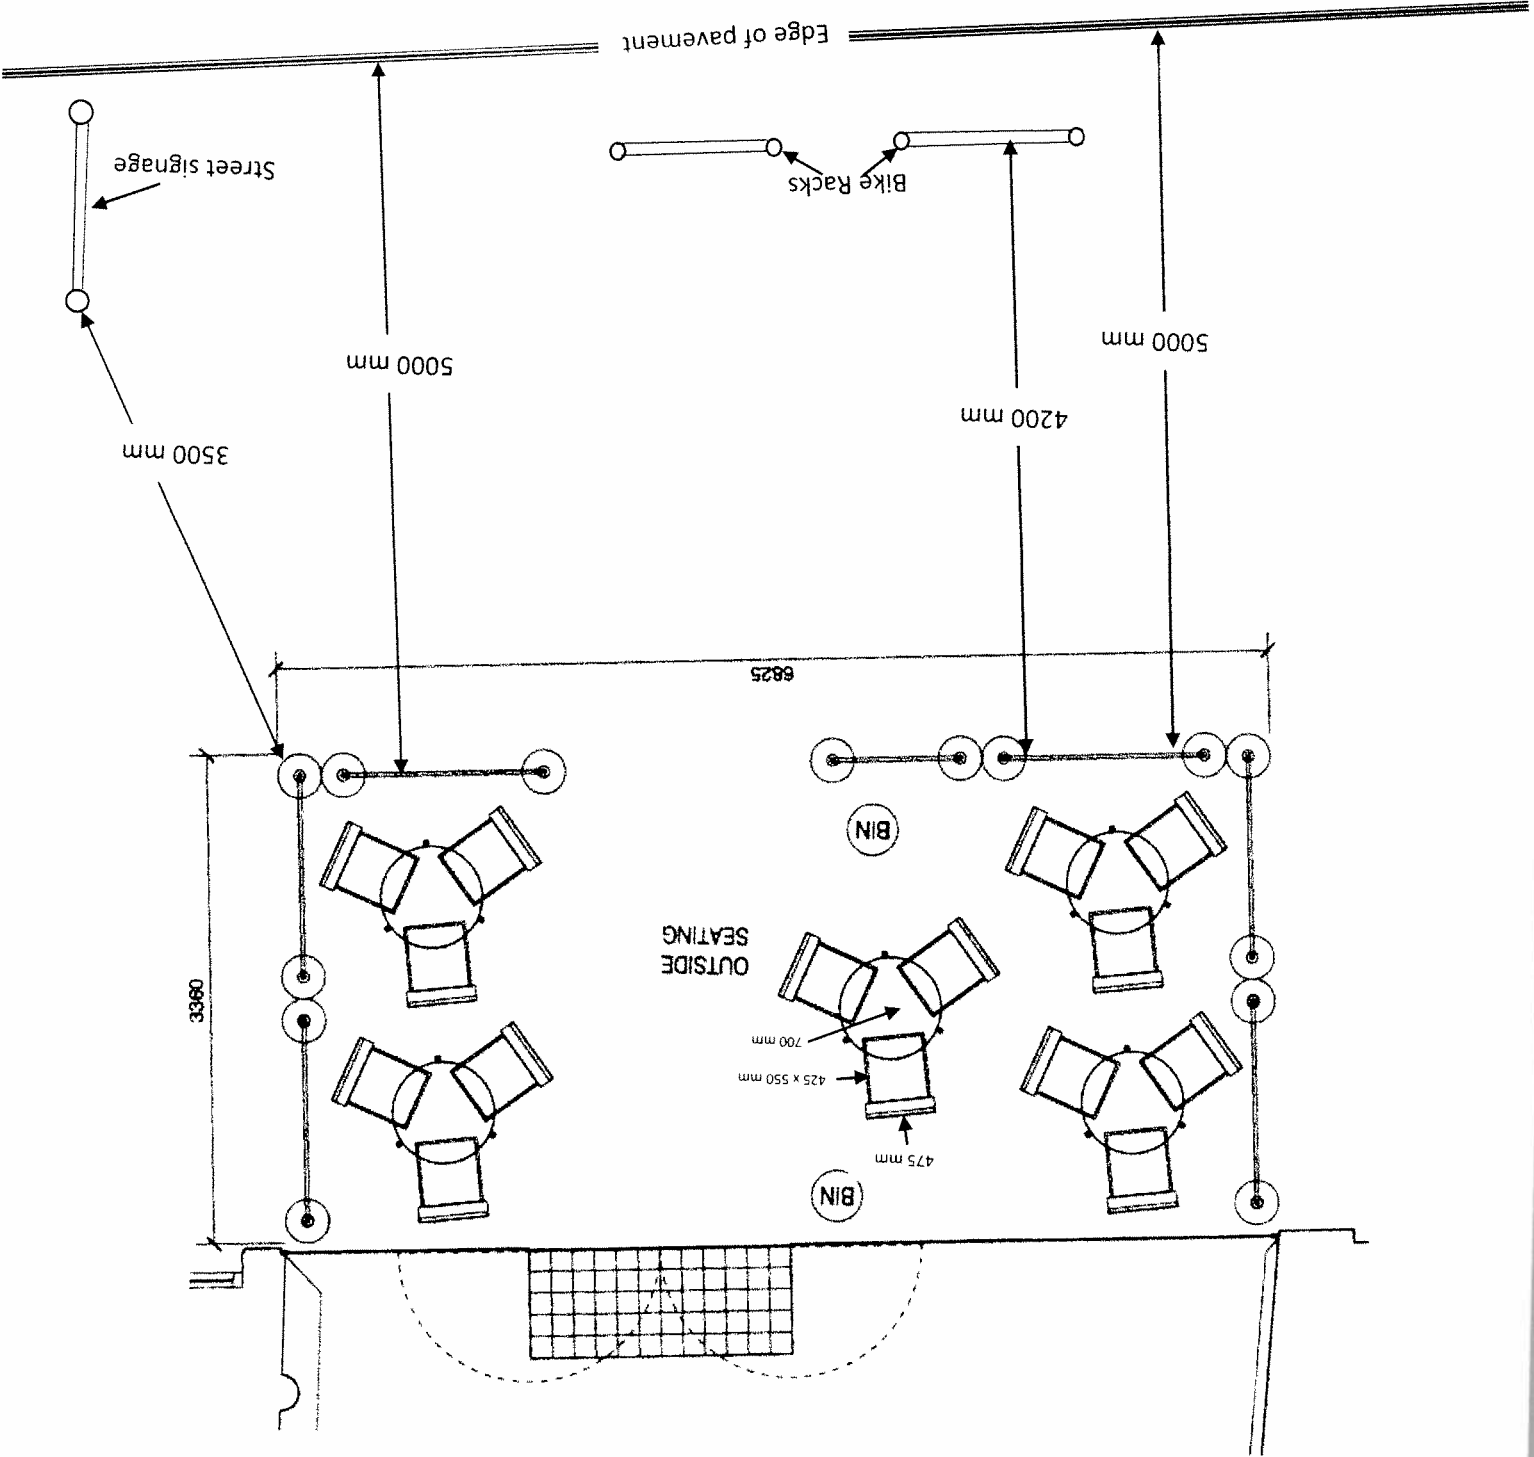 BIN
475 mm
425 x 550 mm
700 mm
OUTSIDE
SEATING
3360
BIN
6825
3500 mm
4200 mm
5000 mm
5000 mm
Bike Racks
Street signage
Edge of pavement